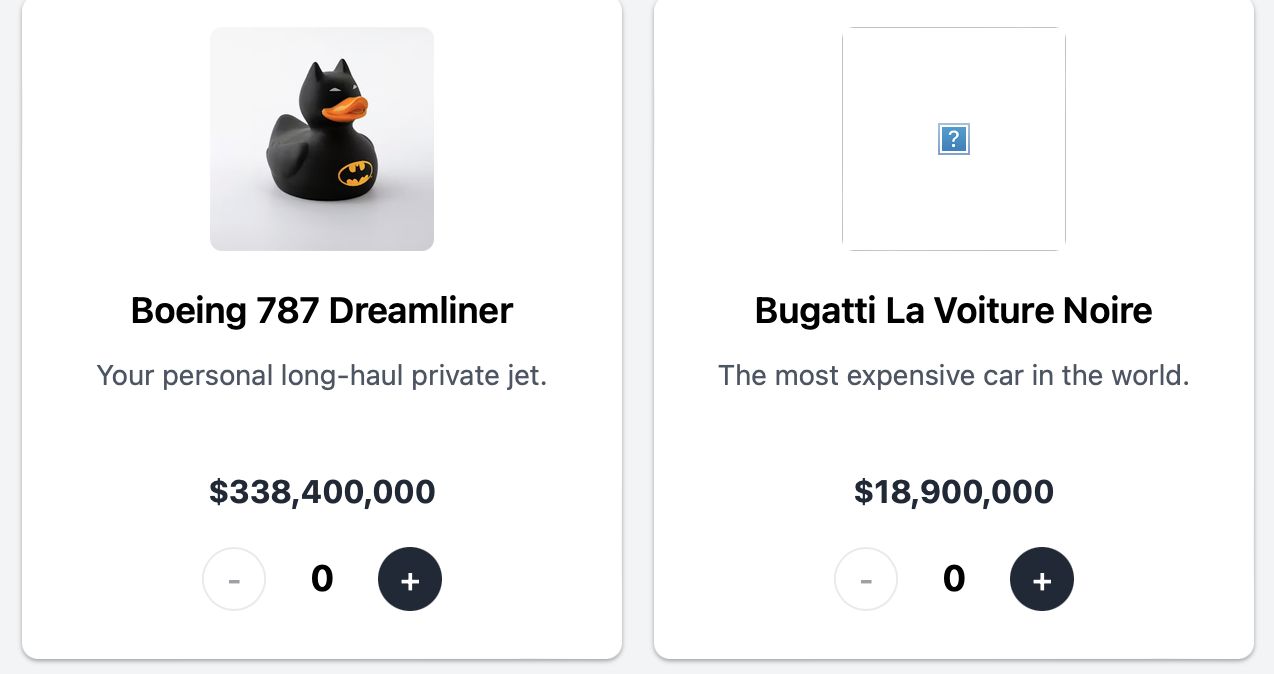 Boeing 787 Dreamliner
Your personal long-haul private jet.
$338,400,000
- 0 +
Bugatti La Voiture Noire
The most expensive car in the world.
$18,900,000
- 0 +